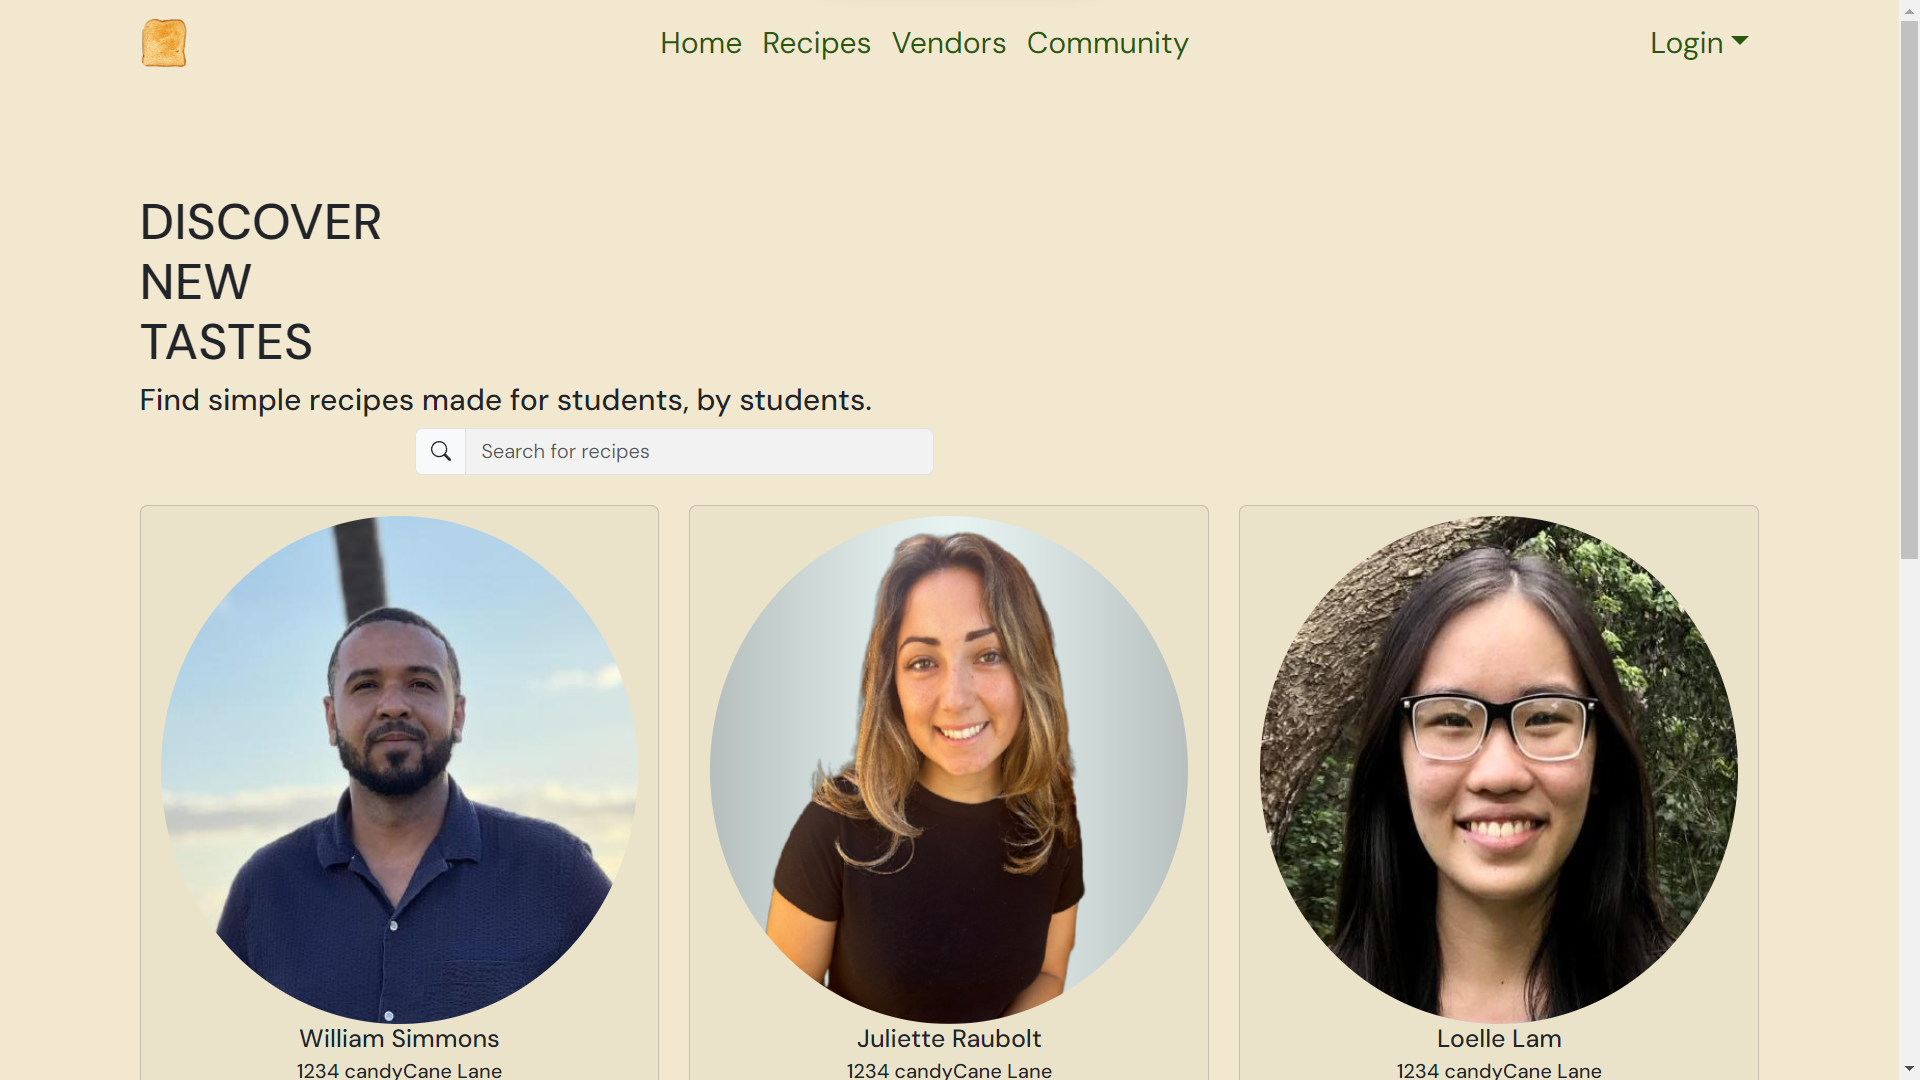 Home Recipes Vendors Community Login
DISCOVER
NEW
TASTES
Find simple recipes made for students, by students.
Search for recipes
William Simmons
1234 candyCane Lane
Juliette Raubolt
1234 candyCane Lane
Loelle Lam
1234 candyCane Lane